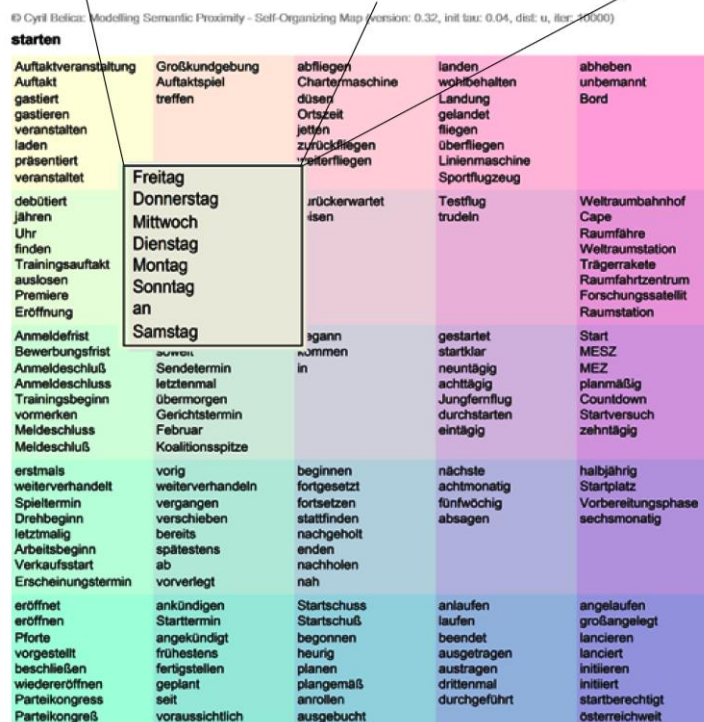 © Cyril Belica: Modelling Semantic Proximity - Self-Organizing Map (version: 0.32, init tau: 0.04, dist: u, iter: 10000)
starten
Auftaktveranstaltung Großkundgebung abfliegen landen abheben
Auftakt Auftaktspiel Chartermaschine wohlbehalten unbemannt
gastiert treffen düsen Landung Bord
gastieren Ortszeit gelandet
veranstalten jetten fliegen
laden zurückfliegen überfliegen
präsentiert weiterfliegen Linienmaschine
veranstaltet Sportflugzeug
Freitag
Donnerstag
Mittwoch
Dienstag
Montag
Sonntag
an
Samstag
debütiert Testflug Weltraumbahnhof
jähren trudeln Cape
Uhr Raumfähre
finden Weltraumstation
Trainingsauftakt Trägerrakete
auslosen Raumfahrtzentrum
Premiere Forschungssatellit
Eröffnung Raumstation
Anmeldefrist gestartet Start
Bewerbungsfrist soweit kommen startklar MESZ
Anmeldeschluß Sendetermin in neuntägig MEZ
Anmeldeschluss letztenmal achttägig planmäßig
Trainingsbeginn übermorgen Jungfernflug Countdown
vormerken Gerichtstermin durchstarten Startversuch
Meldeschluss Februar eintägig zehntägig
Meldeschluß Koalitionsspitze
erstmals vorig beginnen nächste halbjährig
weiterverhandelt weiterverhandeln fortgesetzt achtmonatig Startplatz
Spieltermin vergangen fortsetzen fünfwöchig Vorbereitungsphase
Drehbeginn verschieben stattfinden absagen sechsmonatig
letztmalig bereits nachgeholt
Arbeitsbeginn spätestens enden
Verkaufsstart ab nachholen
Erscheinungstermin vorverlegt nah
eröffnet ankündigen Startschuss anlaufen angelaufen
eröffnen Starttermin Startschuß laufen großangelegt
Pforte angekündigt begonnen beendet lancieren
vorgestellt frühestens heurig ausgetragen lanciert
beschließen fertigstellen planen austragen initiieren
wiedereröffnen geplant plangemäß drittenmal initiiert
Parteikongress seit anrollen durchgeführt startberechtigt
Parteikongreß voraussichtlich ausgebucht österreichweit